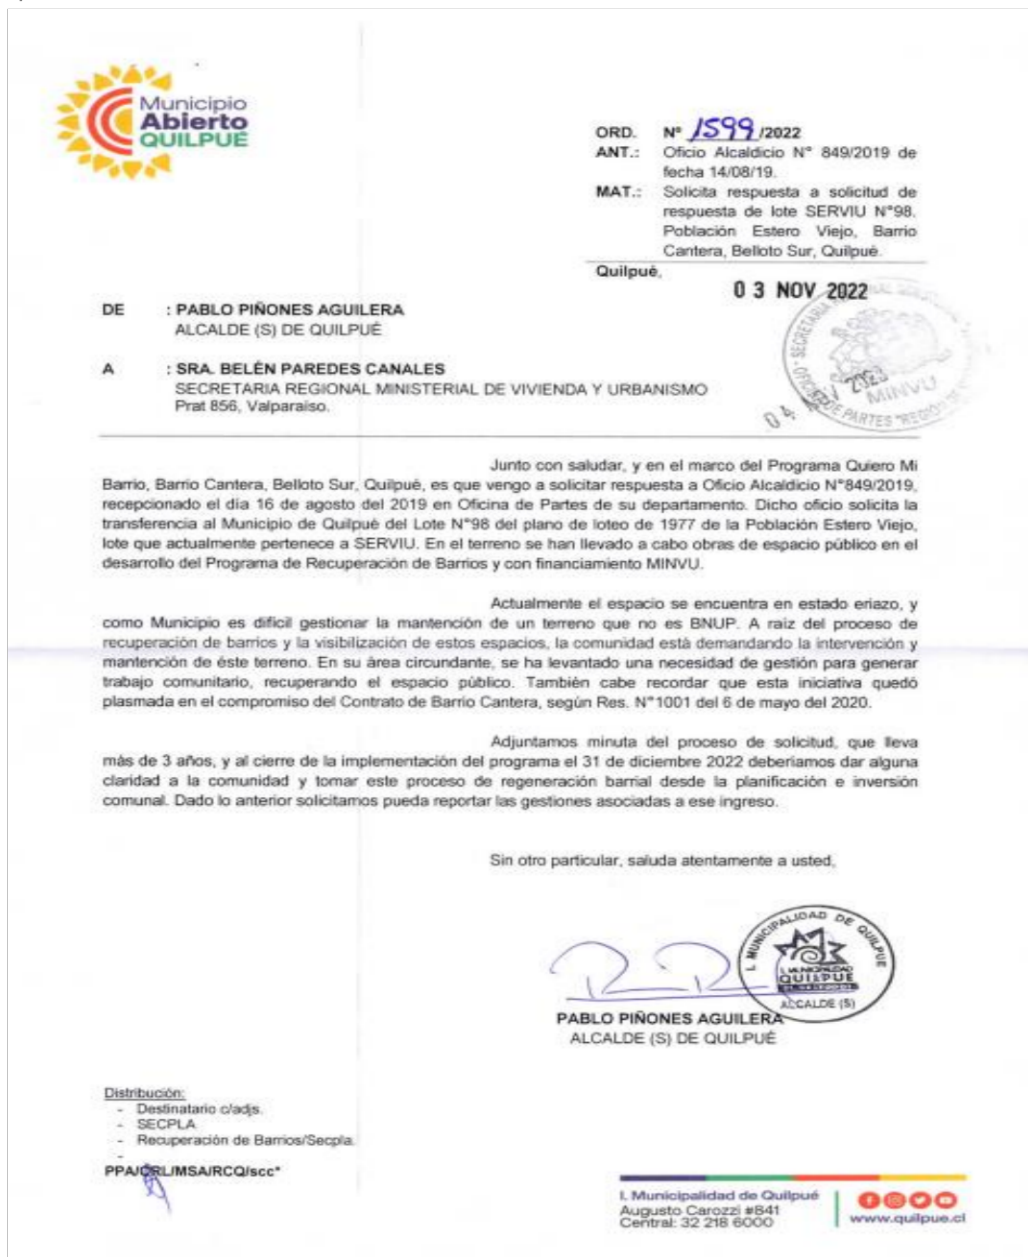 Municipio
Abierto
QUILPUÉ
ORD. N° 1599/2022
ANT.: Oficio Alcaldicio N° 849/2019 de
fecha 14/08/19.
MAT.: Solicita respuesta a solicitud de
respuesta de lote SERVIU N°98.
Población Estero Viejo, Barrio
Cantera, Belloto Sur, Quilpué.
Quilpué,
03 NOV 2022
DE : PABLO PIÑONES AGUILERA
ALCALDE (S) DE QUILPUÉ
A : SRA. BELÉN PAREDES CANALES
SECRETARIA REGIONAL MINISTERIAL DE VIVIENDA Y URBANISMO
Prat 856, Valparaíso.
SECRETARIA
MINVU
OFICINA DE PARTES
04
Junto con saludar, y en el marco del Programa Quiero Mi
Barrio, Barrio Cantera, Belloto Sur, Quilpué, es que vengo a solicitar respuesta a Oficio Alcaldicio N°849/2019,
recepcionado el día 16 de agosto del 2019 en Oficina de Partes de su departamento. Dicho oficio solicita la
transferencia al Municipio de Quilpué del Lote N°98 del plano de loteo de 1977 de la Población Estero Viejo,
lote que actualmente pertenece a SERVIU. En el terreno se han llevado a cabo obras de espacio público en el
desarrollo del Programa de Recuperación de Barrios y con financiamiento MINVU.
Actualmente el espacio se encuentra en estado eriazo, y
como Municipio es difícil gestionar la mantención de un terreno que no es BNUP. A raíz del proceso de
recuperación de barrios y la visibilización de estos espacios, la comunidad está demandando la intervención y
mantención de éste terreno. En su área circundante, se ha levantado una necesidad de gestión para generar
trabajo comunitario, recuperando el espacio público. También cabe recordar que esta iniciativa quedó
plasmada en el compromiso del Contrato de Barrio Cantera, según Res. N°1001 del 6 de mayo del 2020.
Adjuntamos minuta del proceso de solicitud, que lleva
más de 3 años, y al cierre de la implementación del programa el 31 de diciembre 2022 deberíamos dar alguna
claridad a la comunidad y tomar este proceso de regeneración barrial desde la planificación e inversión
comunal. Dado lo anterior solicitamos pueda reportar las gestiones asociadas a ese ingreso.
Sin otro particular, saluda atentamente a usted,
I. MUNICIPALIDAD DE QUILPUE
I. MUNICIPALIDAD
QUILPUE
ALCALDE (S)
PABLO PIÑONES AGUILERA
ALCALDE (S) DE QUILPUÉ
Distribución:
- Destinatario c/adjs.
- SECPLA
- Recuperación de Barrios/Secpla.
-
PPA/CRL/MSA/RCQ/scc*
I. Municipalidad de Quilpué
Augusto Carozzi #841
Central: 32 218 6000
www.quilpue.cl